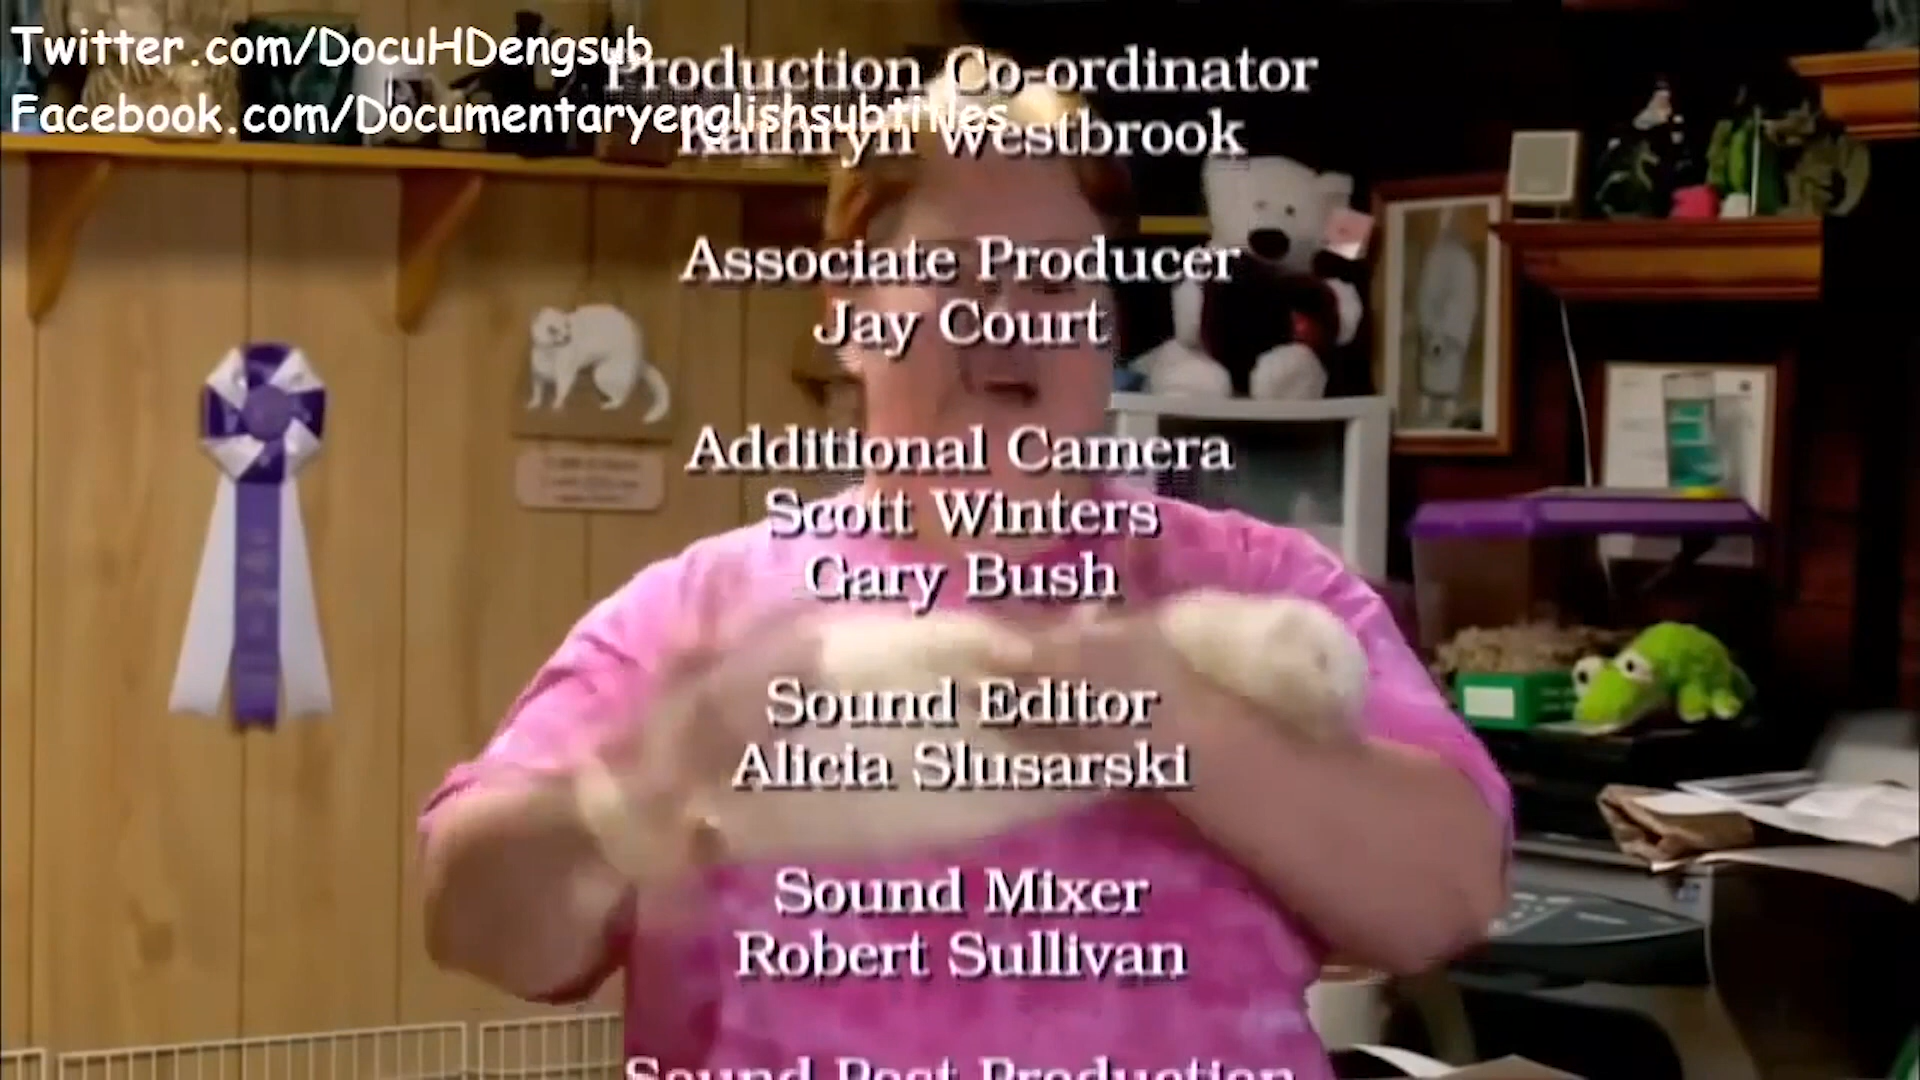 Twitter.com/DocuHDengsub
Facebook.com/Documentaryenglishsubtitles
Production Co-ordinator
Kathryn Westbrook
Associate Producer
Jay Court
Additional Camera
Scott Winters
Gary Bush
Sound Editor
Alicia Slusarski
Sound Mixer
Robert Sullivan
Sound Post Production